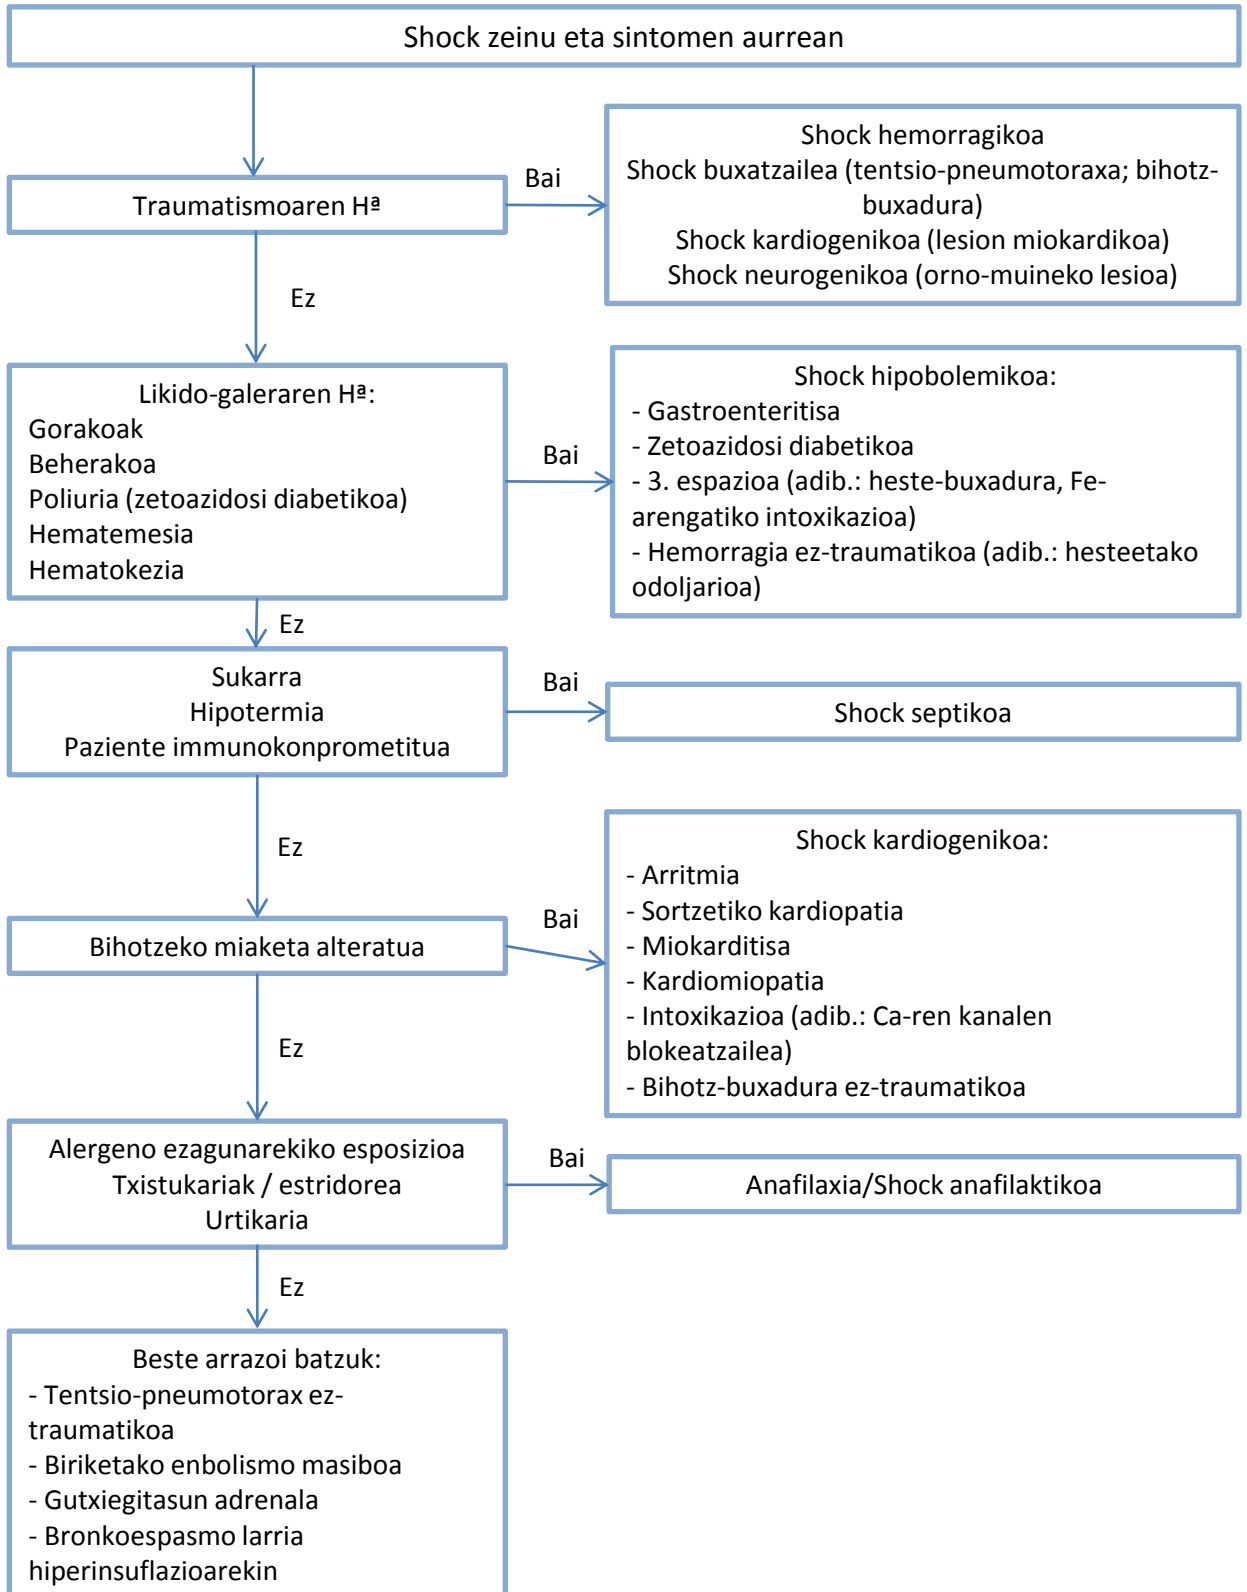 Shock zeinu eta sintomen aurrean
Traumatismoaren Hª
Bai
Shock hemorragikoa
Shock buxatzailea (tentsio-pneumotoraxa; bihotz-
buxadura)
Shock kardiogenikoa (lesion miokardikoa)
Shock neurogenikoa (orno-muineko lesioa)
Ez
Likido-galeraren Hª:
Gorakoak
Beherakoa
Poliuria (zetoazidosi diabetikoa)
Hematemesia
Hematokezia
Bai
Shock hipobolemikoa:
- Gastroenteritisa
- Zetoazidosi diabetikoa
- 3. espazioa (adib.: heste-buxadura, Fe-
arengatiko intoxikazioa)
- Hemorragia ez-traumatikoa (adib.: hesteetako
odoljarioa)
Ez
Sukarra
Hipotermia
Paziente immunokonprometitua
Bai
Shock septikoa
Ez
Bihotzeko miaketa alteratua
Bai
Shock kardiogenikoa:
- Arritmia
- Sortzetiko kardiopatia
- Miokarditisa
- Kardiomiopatia
- Intoxikazioa (adib.: Ca-ren kanalen
blokeatzailea)
- Bihotz-buxadura ez-traumatikoa
Ez
Alergeno ezagunarekiko esposizioa
Txistukariak / estridorea
Urtikaria
Bai
Anafilaxia/Shock anafilaktikoa
Ez
Beste arrazoi batzuk:
- Tentsio-pneumotorax ez-
traumatikoa
- Biriketako enbolismo masiboa
- Gutxiegitasun adrenala
- Bronkoespasmo larria
hiperinsuflazioarekin